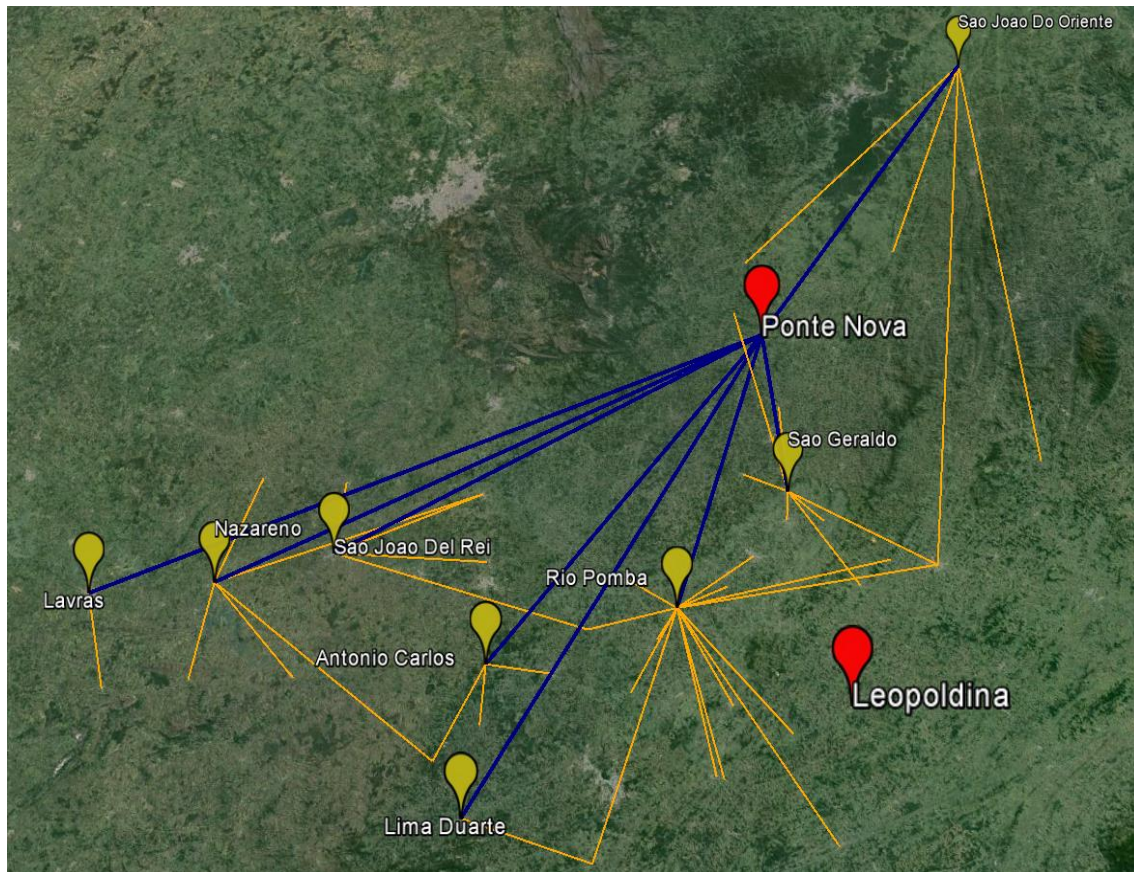 Sao Joao Do Oriente
Ponte Nova
Sao Geraldo
Nazareno
Sao Joao Del Rei
Rio Pomba
Lavras
Antonio Carlos
Leopoldina
Lima Duarte